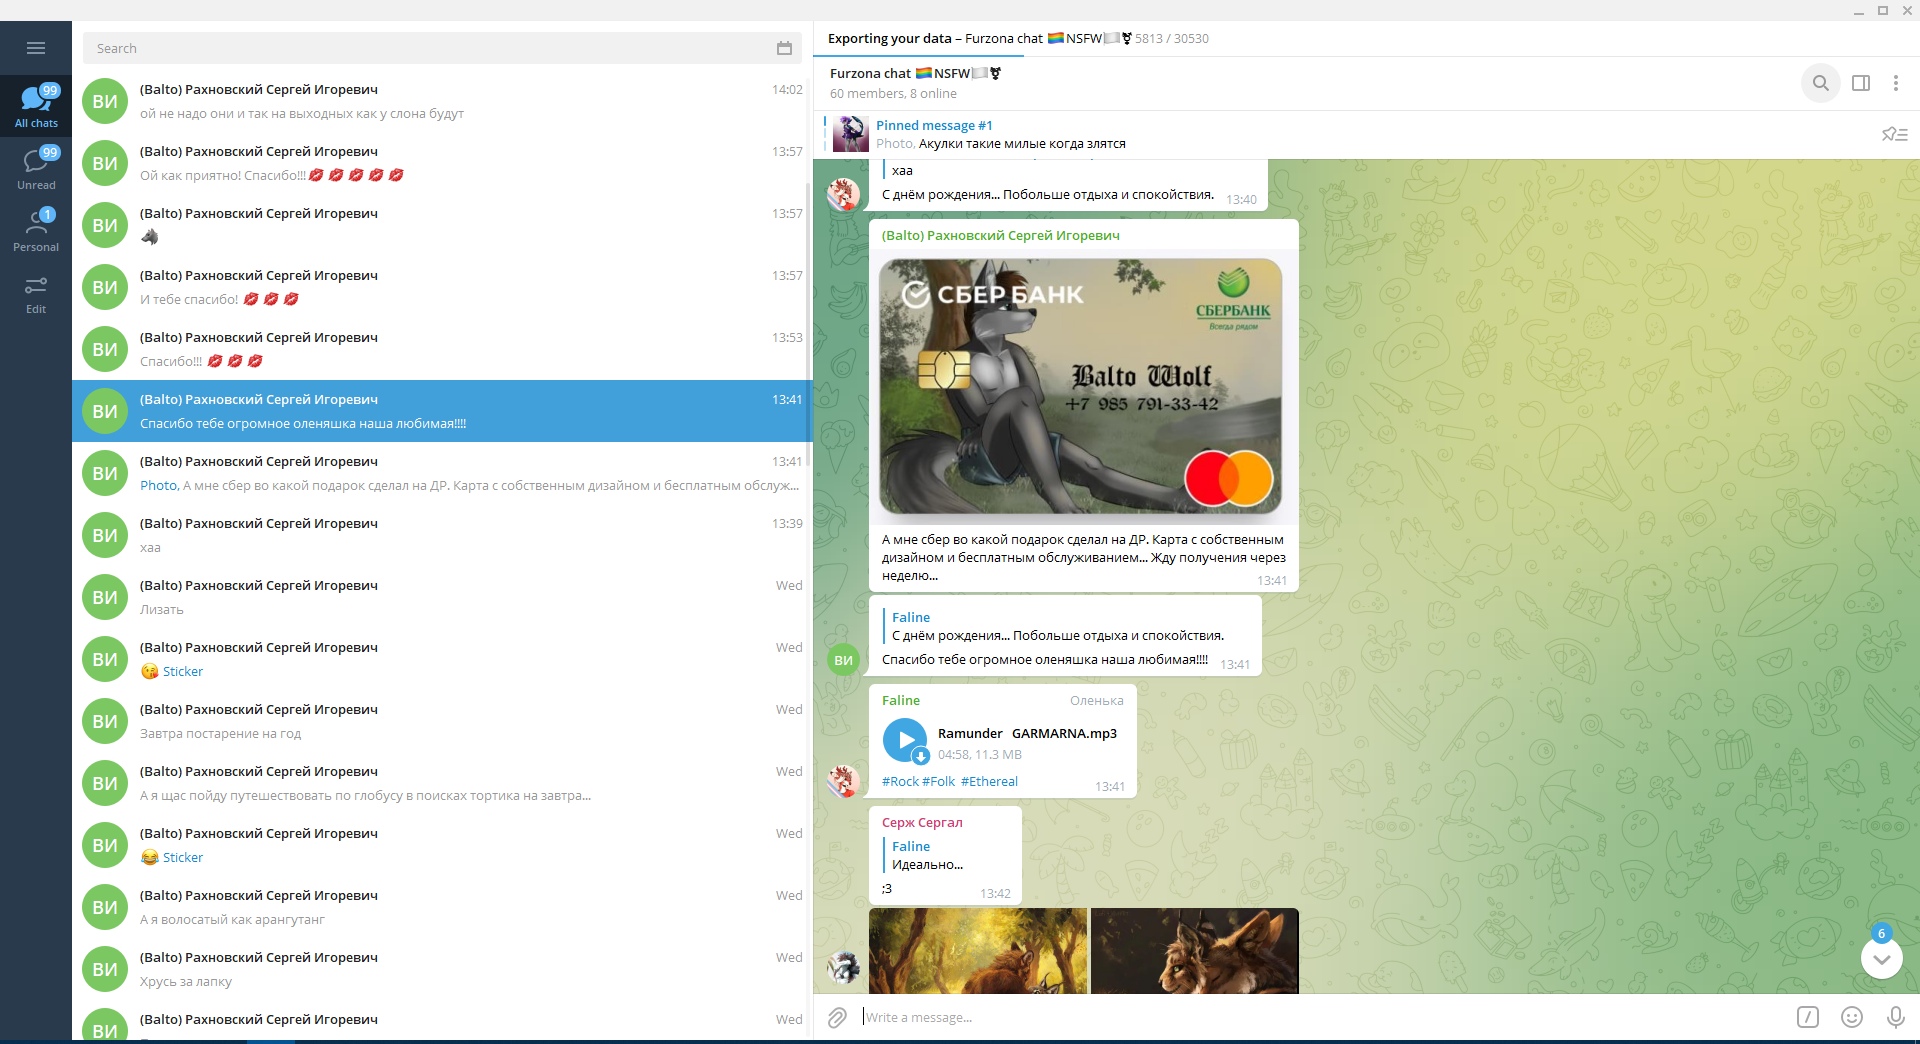 Search
99
All chats
99
Unread
1
Personal
Edit
ВИ
(Balto) Рахновский Сергей Игоревич
14:02
ой не надо они и так на выходных как у слона будут
ВИ
(Balto) Рахновский Сергей Игоревич
13:57
Ой как приятно! Спасибо!!!💋💋💋💋💋
ВИ
(Balto) Рахновский Сергей Игоревич
13:57
🐺
ВИ
(Balto) Рахновский Сергей Игоревич
13:57
И тебе спасибо! 💋💋💋
ВИ
(Balto) Рахновский Сергей Игоревич
13:53
Спасибо!!! 💋💋💋
ВИ
(Balto) Рахновский Сергей Игоревич
13:41
Спасибо тебе огромное оленяшка наша любимая!!!!
ВИ
(Balto) Рахновский Сергей Игоревич
13:41
Photo, А мне сбер во какой подарок сделал на ДР. Карта с собственным дизайном и бесплатным обслуж...
ВИ
(Balto) Рахновский Сергей Игоревич
13:39
хаа
ВИ
(Balto) Рахновский Сергей Игоревич
Wed
Лизать
ВИ
(Balto) Рахновский Сергей Игоревич
Wed
😘 Sticker
ВИ
(Balto) Рахновский Сергей Игоревич
Wed
Завтра постарение на год
ВИ
(Balto) Рахновский Сергей Игоревич
Wed
А я щас пойду путешествовать по глобусу в поисках тортика на завтра...
ВИ
(Balto) Рахновский Сергей Игоревич
Wed
😂 Sticker
ВИ
(Balto) Рахновский Сергей Игоревич
Wed
А я волосатый как арангутанг
ВИ
(Balto) Рахновский Сергей Игоревич
Wed
Хрусь за лапку
ВИ
(Balto) Рахновский Сергей Игоревич
Wed
Exporting your data – Furzona chat 🏳️‍🌈NSFW🏳⚧ 5813 / 30530
Furzona chat 🏳️‍🌈NSFW🏳⚧
60 members, 8 online
Pinned message #1
Photo, Акулки такие милые когда злятся
хаа
С днём рождения... Побольше отдыха и спокойствия.
13:40
(Balto) Рахновский Сергей Игоревич
СБЕР БАНК
СБЕРБАНК
Всегда рядом
Balto Wolf
+7 985 791-33-42
А мне сбер во какой подарок сделал на ДР. Карта с собственным
дизайном и бесплатным обслуживанием... Жду получения через
неделю...
13:41
Faline
С днём рождения... Побольше отдыха и спокойствия.
Спасибо тебе огромное оленяшка наша любимая!!!!
13:41
ВИ
Faline
Оленька
Ramunder GARMARNA.mp3
04:58, 11.3 MB
#Rock #Folk #Ethereal
13:41
Серж Сергал
Faline
Идеально...
;3
13:42
6
Write a message...